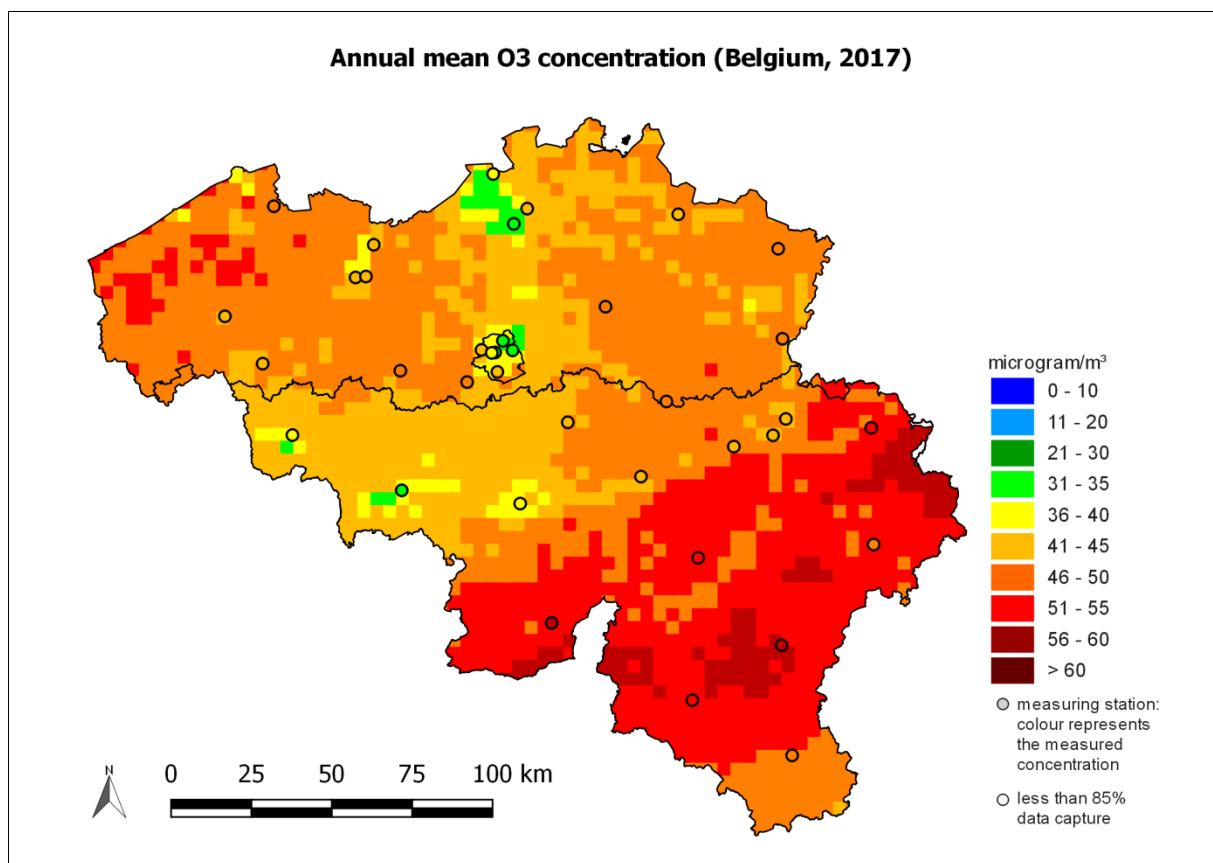 Annual mean O3 concentration (Belgium, 2017)
microgram/m³
0 - 10
11 - 20
21 - 30
31 - 35
36 - 40
41 - 45
46 - 50
51 - 55
56 - 60
> 60
measuring station:
colour represents
the measured
concentration
less than 85%
data capture
N
0 25 50 75 100 km